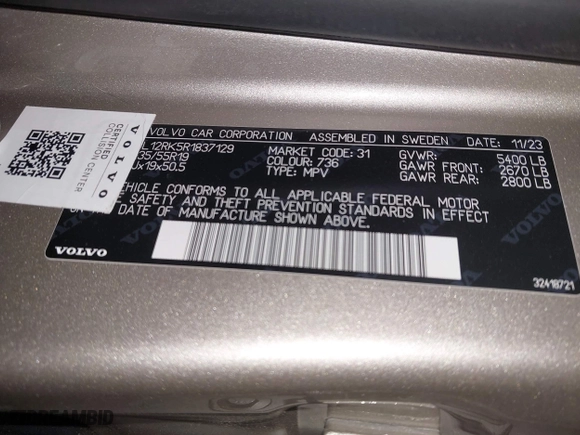 VOLVO CAR CORPORATION ASSEMBLED IN SWEDEN DATE: 11/23
L12RK5R1837129 MARKET CODE: 31 GVWR: 5400 LB
35/55R19 COLOUR: 736 GAWR FRONT: 2670 LB
x19x50.5 TYPE: MPV GAWR REAR: 2800 LB
VEHICLE CONFORMS TO ALL APPLICABLE FEDERAL MOTOR
SAFETY AND THEFT PREVENTION STANDARDS IN EFFECT
DATE OF MANUFACTURE SHOWN ABOVE.
VOLVO
32418721
VOLVO
CERTIFIED
COLLISION CENTER